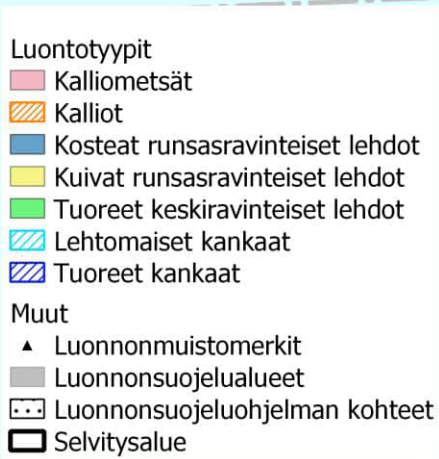 Luontotyypit
Kalliometsät
Kalliot
Kosteat runsasravinteiset lehdot
Kuivat runsasravinteiset lehdot
Tuoreet keskiravinteiset lehdot
Lehtomaiset kankaat
Tuoreet kankaat
Muut
Luonnonmuistomerkit
Luonnonsuojelualueet
Luonnonsuojeluohjelman kohteet
Selvitysalue